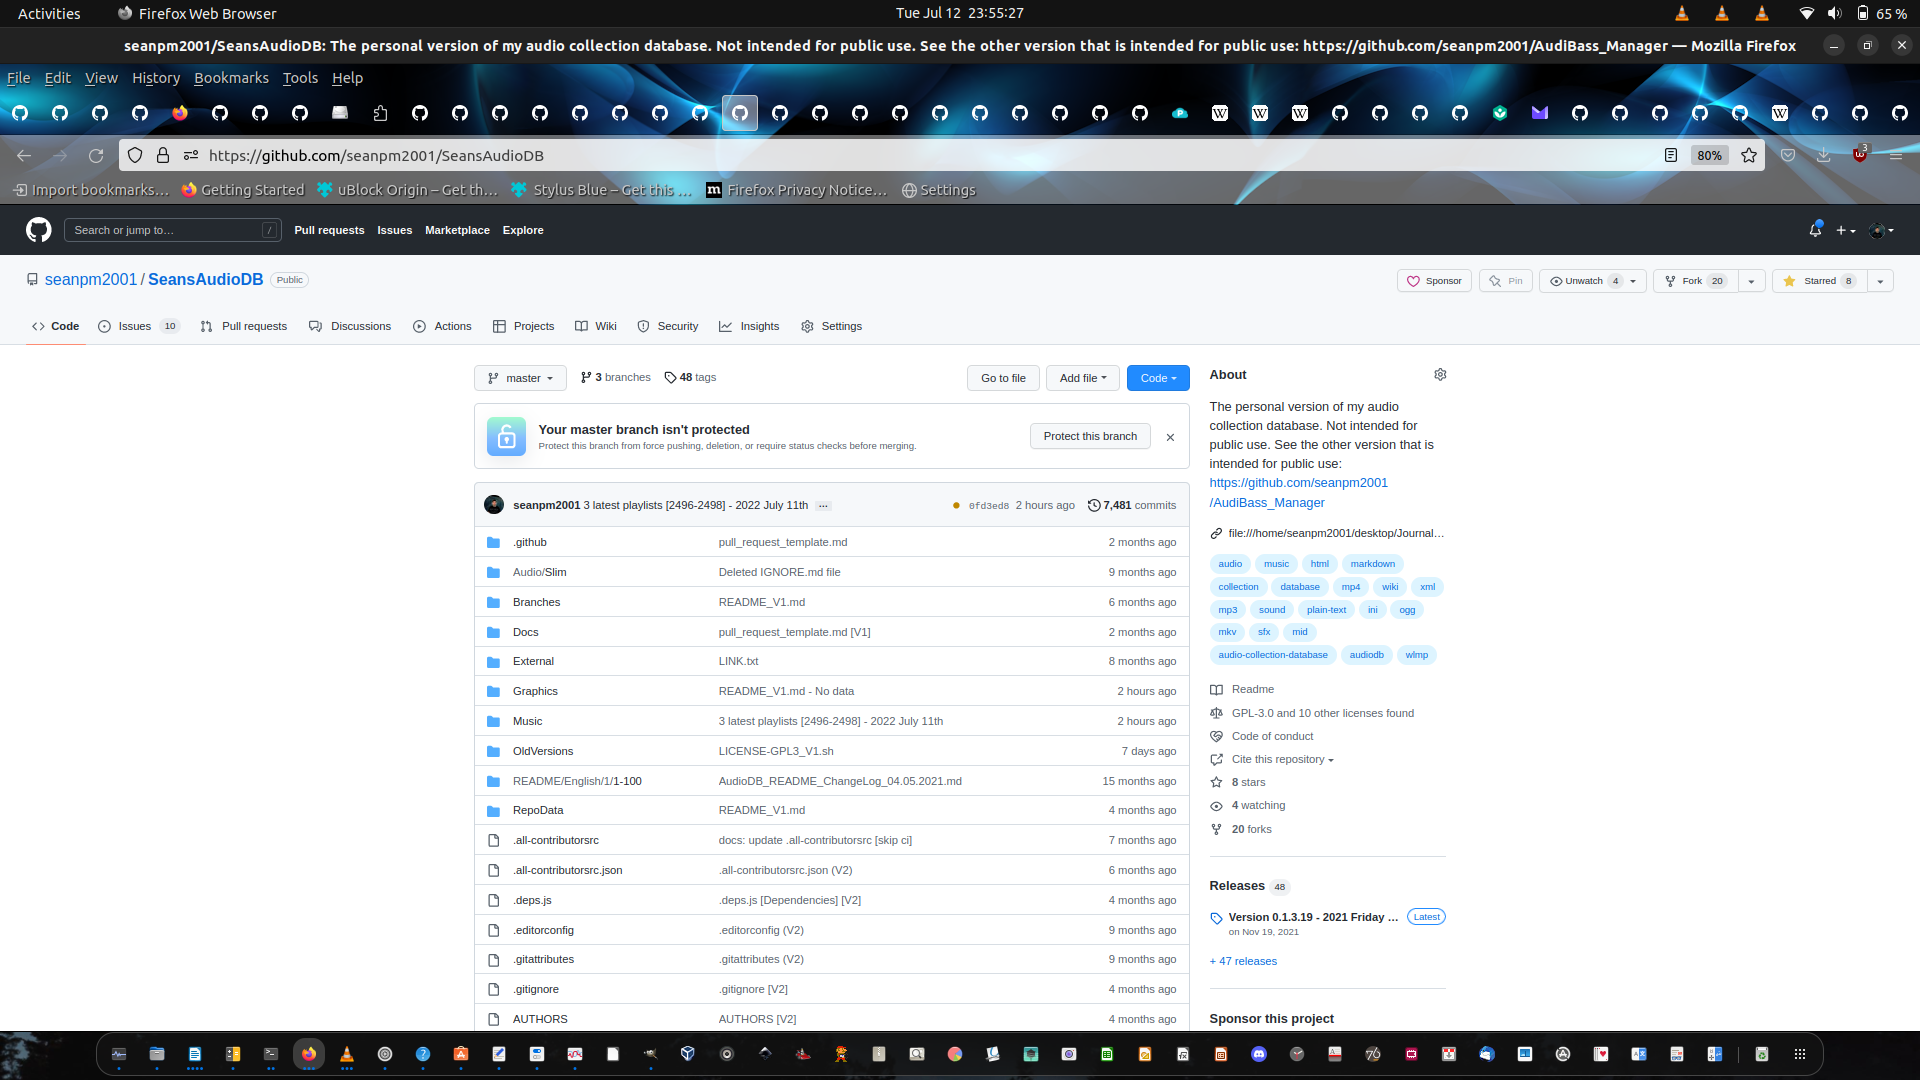 Activities
Firefox Web Browser
Tue Jul 12 23:55:27
65 %
seanpm2001/SeansAudioDB: The personal version of my audio collection database. Not intended for public use. See the other version that is intended for public use: https://github.com/seanpm2001/AudiBass_Manager — Mozilla Firefox
File Edit View History Bookmarks Tools Help
https://github.com/seanpm2001/SeansAudioDB
80%
3
Import bookmarks… Getting Started uBlock Origin – Get th… Stylus Blue – Get this … Firefox Privacy Notice… Settings
Search or jump to…
/
Pull requests Issues Marketplace Explore
seanpm2001 / SeansAudioDB Public
Sponsor Pin Unwatch 4 Fork 20 Starred 8
Code Issues 10 Pull requests Discussions Actions Projects Wiki Security Insights Settings
master 3 branches 48 tags
Go to file Add file Code
Your master branch isn't protected
Protect this branch from force pushing, deletion, or require status checks before merging.
Protect this branch
seanpm2001 3 latest playlists [2496-2498] - 2022 July 11th ... 0fd3ed8 2 hours ago 7,481 commits
.github pull_request_template.md 2 months ago
Audio/Slim Deleted IGNORE.md file 9 months ago
Branches README_V1.md 6 months ago
Docs pull_request_template.md [V1] 2 months ago
External LINK.txt 8 months ago
Graphics README_V1.md - No data 2 hours ago
Music 3 latest playlists [2496-2498] - 2022 July 11th 2 hours ago
OldVersions LICENSE-GPL3_V1.sh 7 days ago
README/English/1/1-100 AudioDB_README_ChangeLog_04.05.2021.md 15 months ago
RepoData README_V1.md 4 months ago
.all-contributorsrc docs: update .all-contributorsrc [skip ci] 7 months ago
.all-contributorsrc.json .all-contributorsrc.json (V2) 6 months ago
.deps.js .deps.js [Dependencies] [V2] 4 months ago
.editorconfig .editorconfig (V2) 9 months ago
.gitattributes .gitattributes (V2) 9 months ago
.gitignore .gitignore [V2] 4 months ago
AUTHORS AUTHORS [V2] 4 months ago
About
The personal version of my audio
collection database. Not intended for
public use. See the other version that is
intended for public use:
https://github.com/seanpm2001
/AudiBass_Manager
file:///home/seanpm2001/desktop/Journal…
audio music html markdown
collection database mp4 wiki xml
mp3 sound plain-text ini ogg
mkv sfx mid
audio-collection-database audiodb wlmp
Readme
GPL-3.0 and 10 other licenses found
Code of conduct
Cite this repository
8 stars
4 watching
20 forks
Releases 48
Version 0.1.3.19 - 2021 Friday … Latest
on Nov 19, 2021
+ 47 releases
Sponsor this project